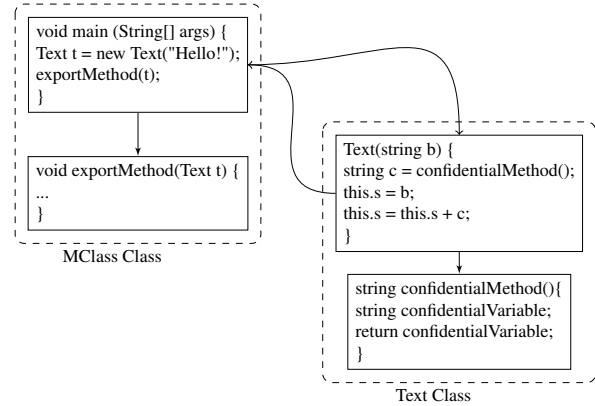 void main (String[] args) {
Text t = new Text("Hello!");
exportMethod(t);
}
void exportMethod(Text t) {
...
}
MClass Class
Text(string b) {
string c = confidentialMethod();
this.s = b;
this.s = this.s + c;
}
string confidentialMethod(){
string confidentialVariable;
return confidentialVariable;
}
Text Class